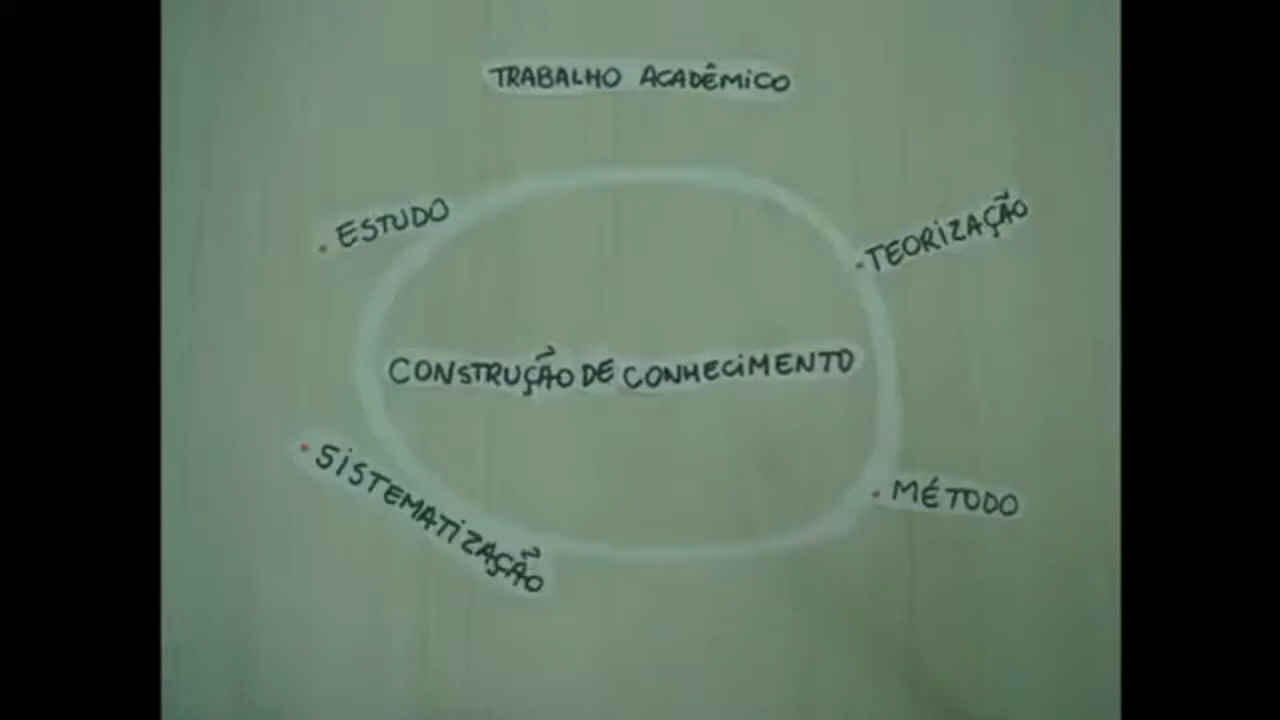 TRABALHO ACADÊMICO
• ESTUDO
• TEORIZAÇÃO
CONSTRUÇÃO DE CONHECIMENTO
• SISTEMATIZAÇÃO
• MÉTODO